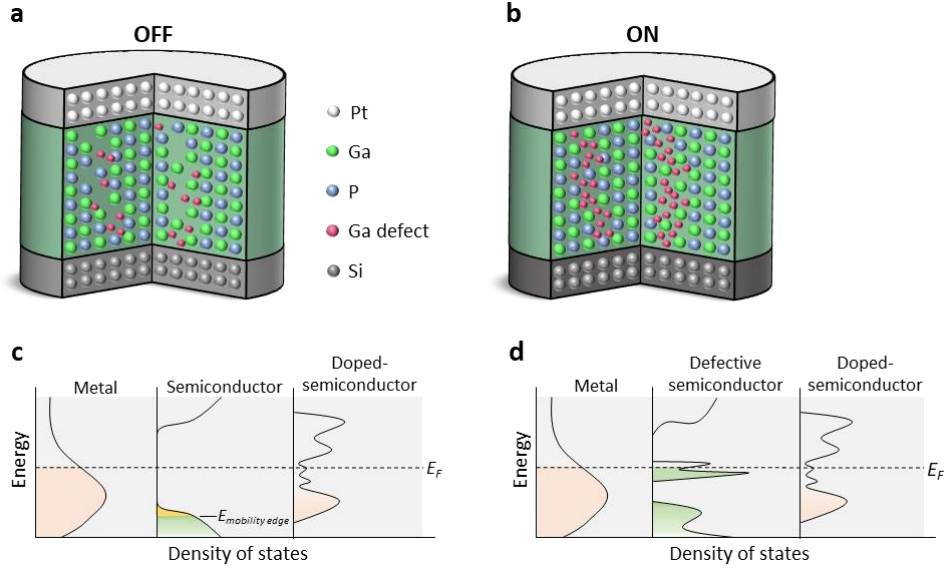 a
OFF
b
ON
Pt
Ga
P
Ga defect
Si
c
Metal
Semiconductor
Doped-
semiconductor
Energy
E_F
E_mobility edge
Density of states
d
Metal
Defective
semiconductor
Doped-
semiconductor
Energy
E_F
Density of states